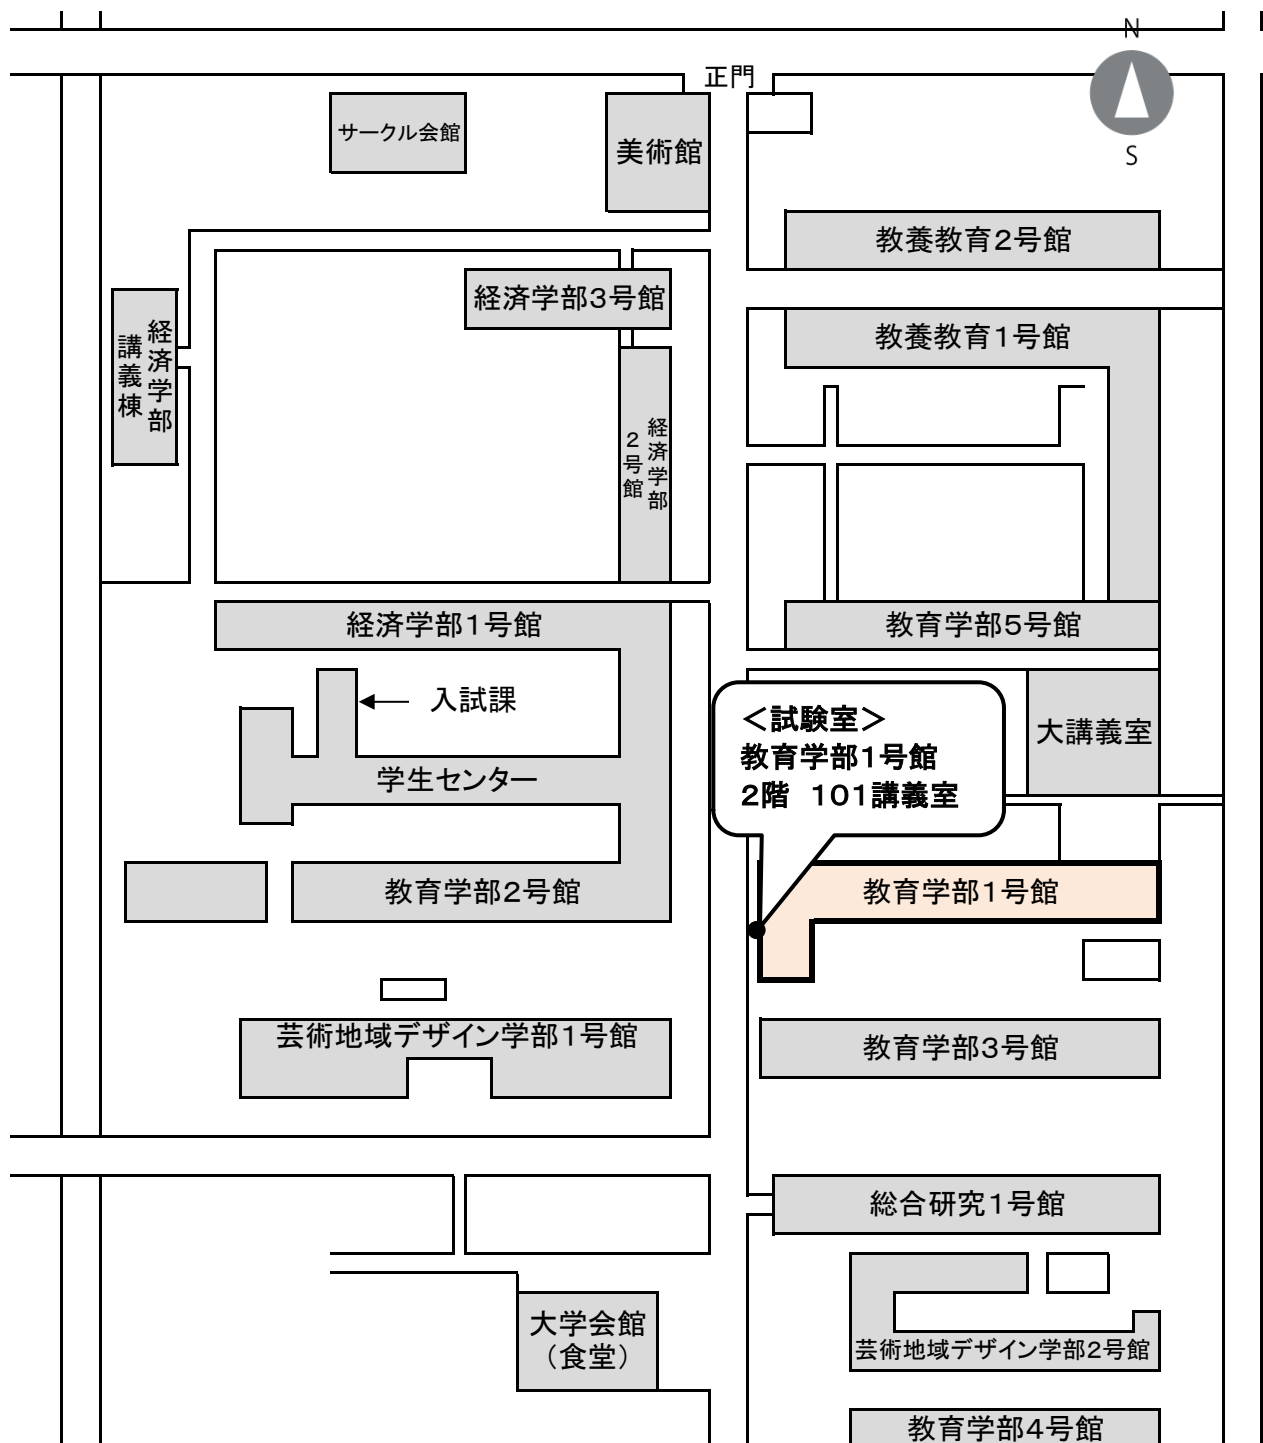 N
正門
S
サークル会館
美術館
教養教育2号館
経済学部3号館
経済学部
講義棟
教養教育1号館
経済学部
2号館
経済学部1号館
教育学部5号館
入試課
＜試験室＞
教育学部1号館
2階　101講義室
大講義室
学生センター
教育学部2号館
教育学部1号館
芸術地域デザイン学部1号館
教育学部3号館
総合研究1号館
大学会館
（食堂）
芸術地域デザイン学部2号館
教育学部4号館